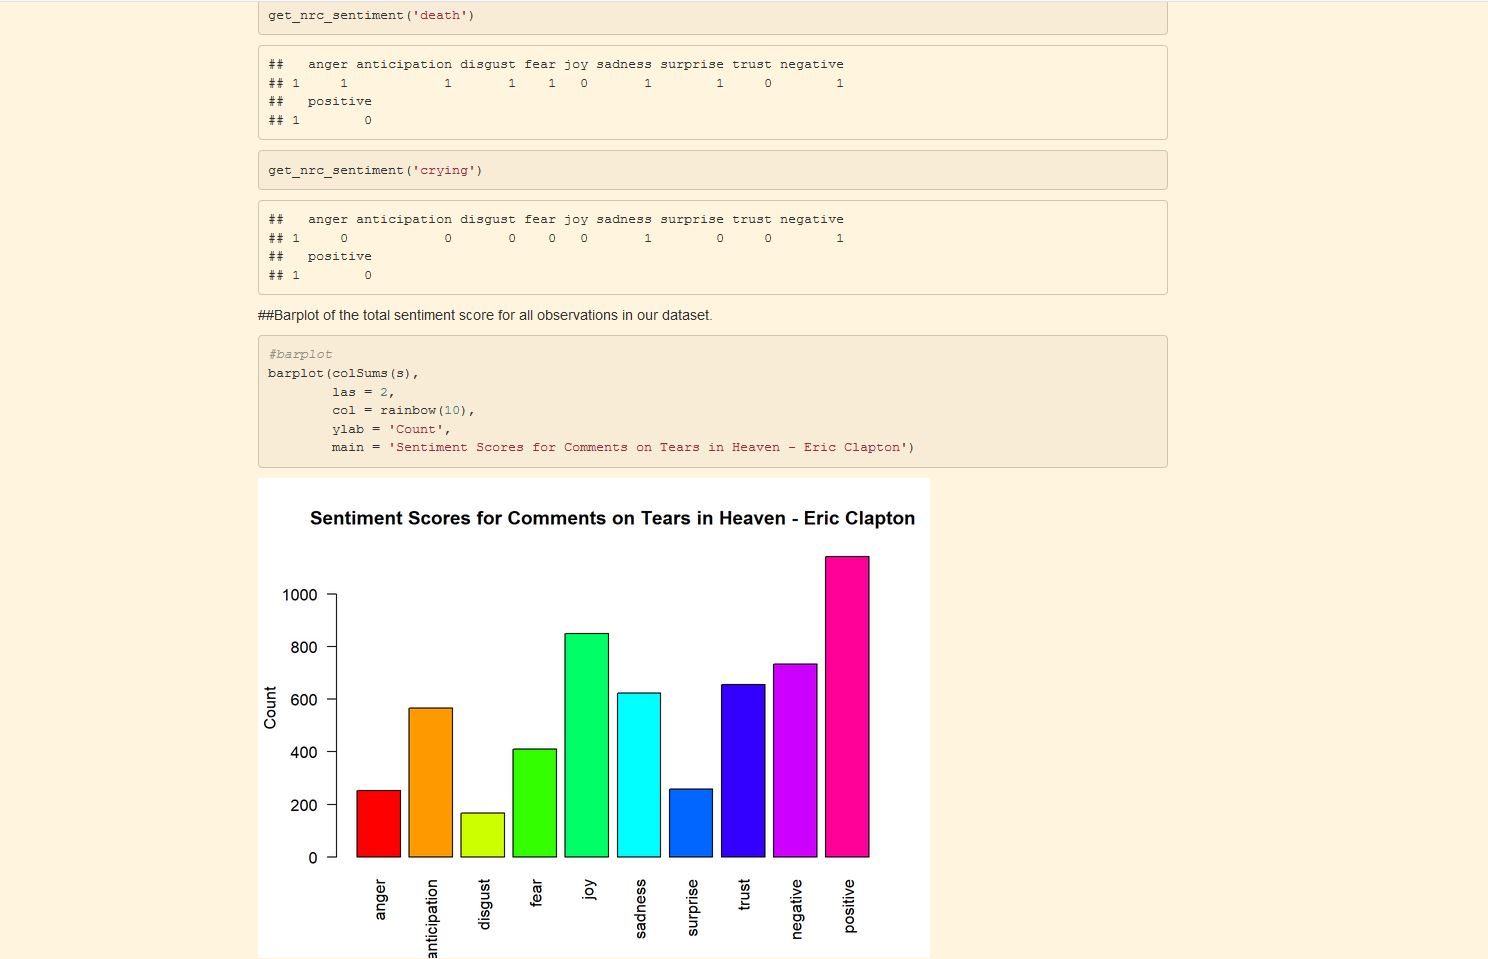 get_nrc_sentiment('death')
##   anger anticipation disgust fear joy sadness surprise trust negative
## 1     1            1       1    1   0       1        1     0        1
##   positive
## 1        0
get_nrc_sentiment('crying')
##   anger anticipation disgust fear joy sadness surprise trust negative
## 1     0            0       0    0   0       1        0     0        1
##   positive
## 1        0
##Barplot of the total sentiment score for all observations in our dataset.
#barplot
barplot(colSums(s),
        las = 2,
        col = rainbow(10),
        ylab = 'Count',
        main = 'Sentiment Scores for Comments on Tears in Heaven - Eric Clapton')
Sentiment Scores for Comments on Tears in Heaven - Eric Clapton
1000
800
600
400
200
0
Count
anger
anticipation
disgust
fear
joy
sadness
surprise
trust
negative
positive